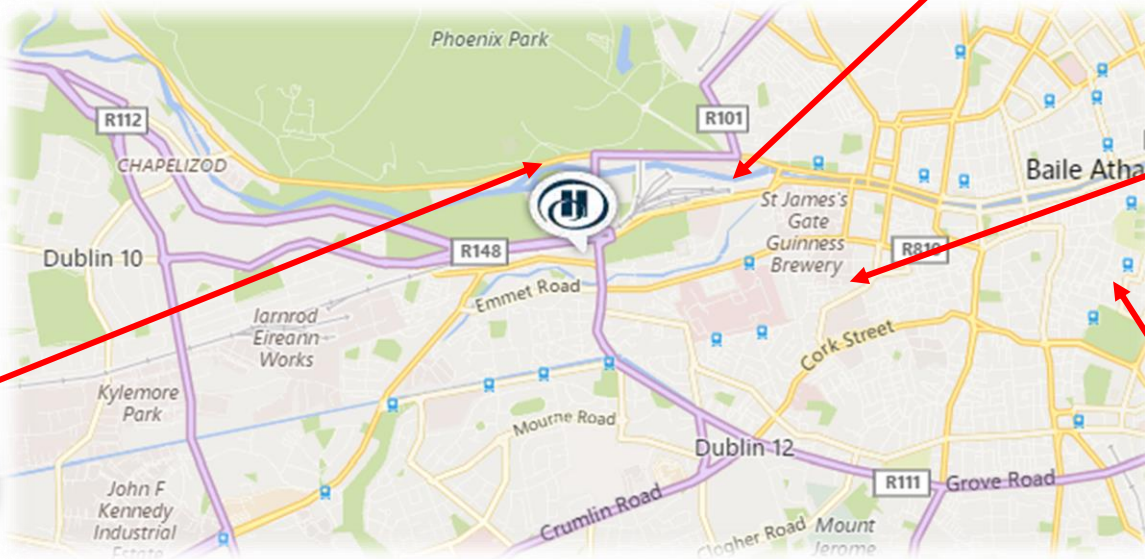 Phoenix Park
R112
R101
CHAPELIZOD
Baile Atha
St James's
Gate
Guinness
Brewery
R148
R810
Dublin 10
Emmet Road
Iarnrod
Eireann
Works
Cork Street
Kylemore
Park
Mourne Road
Dublin 12
R111
Grove Road
John F
Kennedy
Industrial
Estate
Crumlin Road
Clogher Road
Mount
Jerome